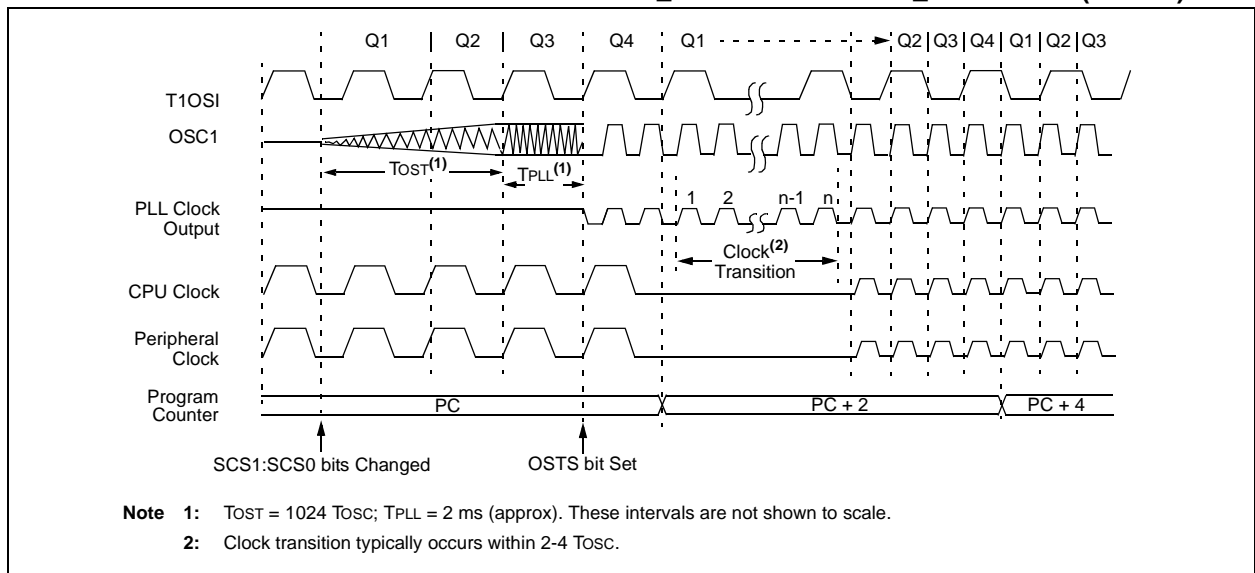 Q1 Q2 Q3 Q4 Q1 Q2 Q3 Q4 Q1 Q2 Q3
T1OSI
OSC1
TOST(1)
TPLL(1)
PLL Clock
Output
1 2 n-1 n
Clock(2)
Transition
CPU Clock
Peripheral
Clock
Program
Counter
PC PC + 2 PC + 4
SCS1:SCS0 bits Changed
OSTS bit Set
Note 1: TOST = 1024 TOSC; TPLL = 2 ms (approx). These intervals are not shown to scale.
2: Clock transition typically occurs within 2-4 TOSC.